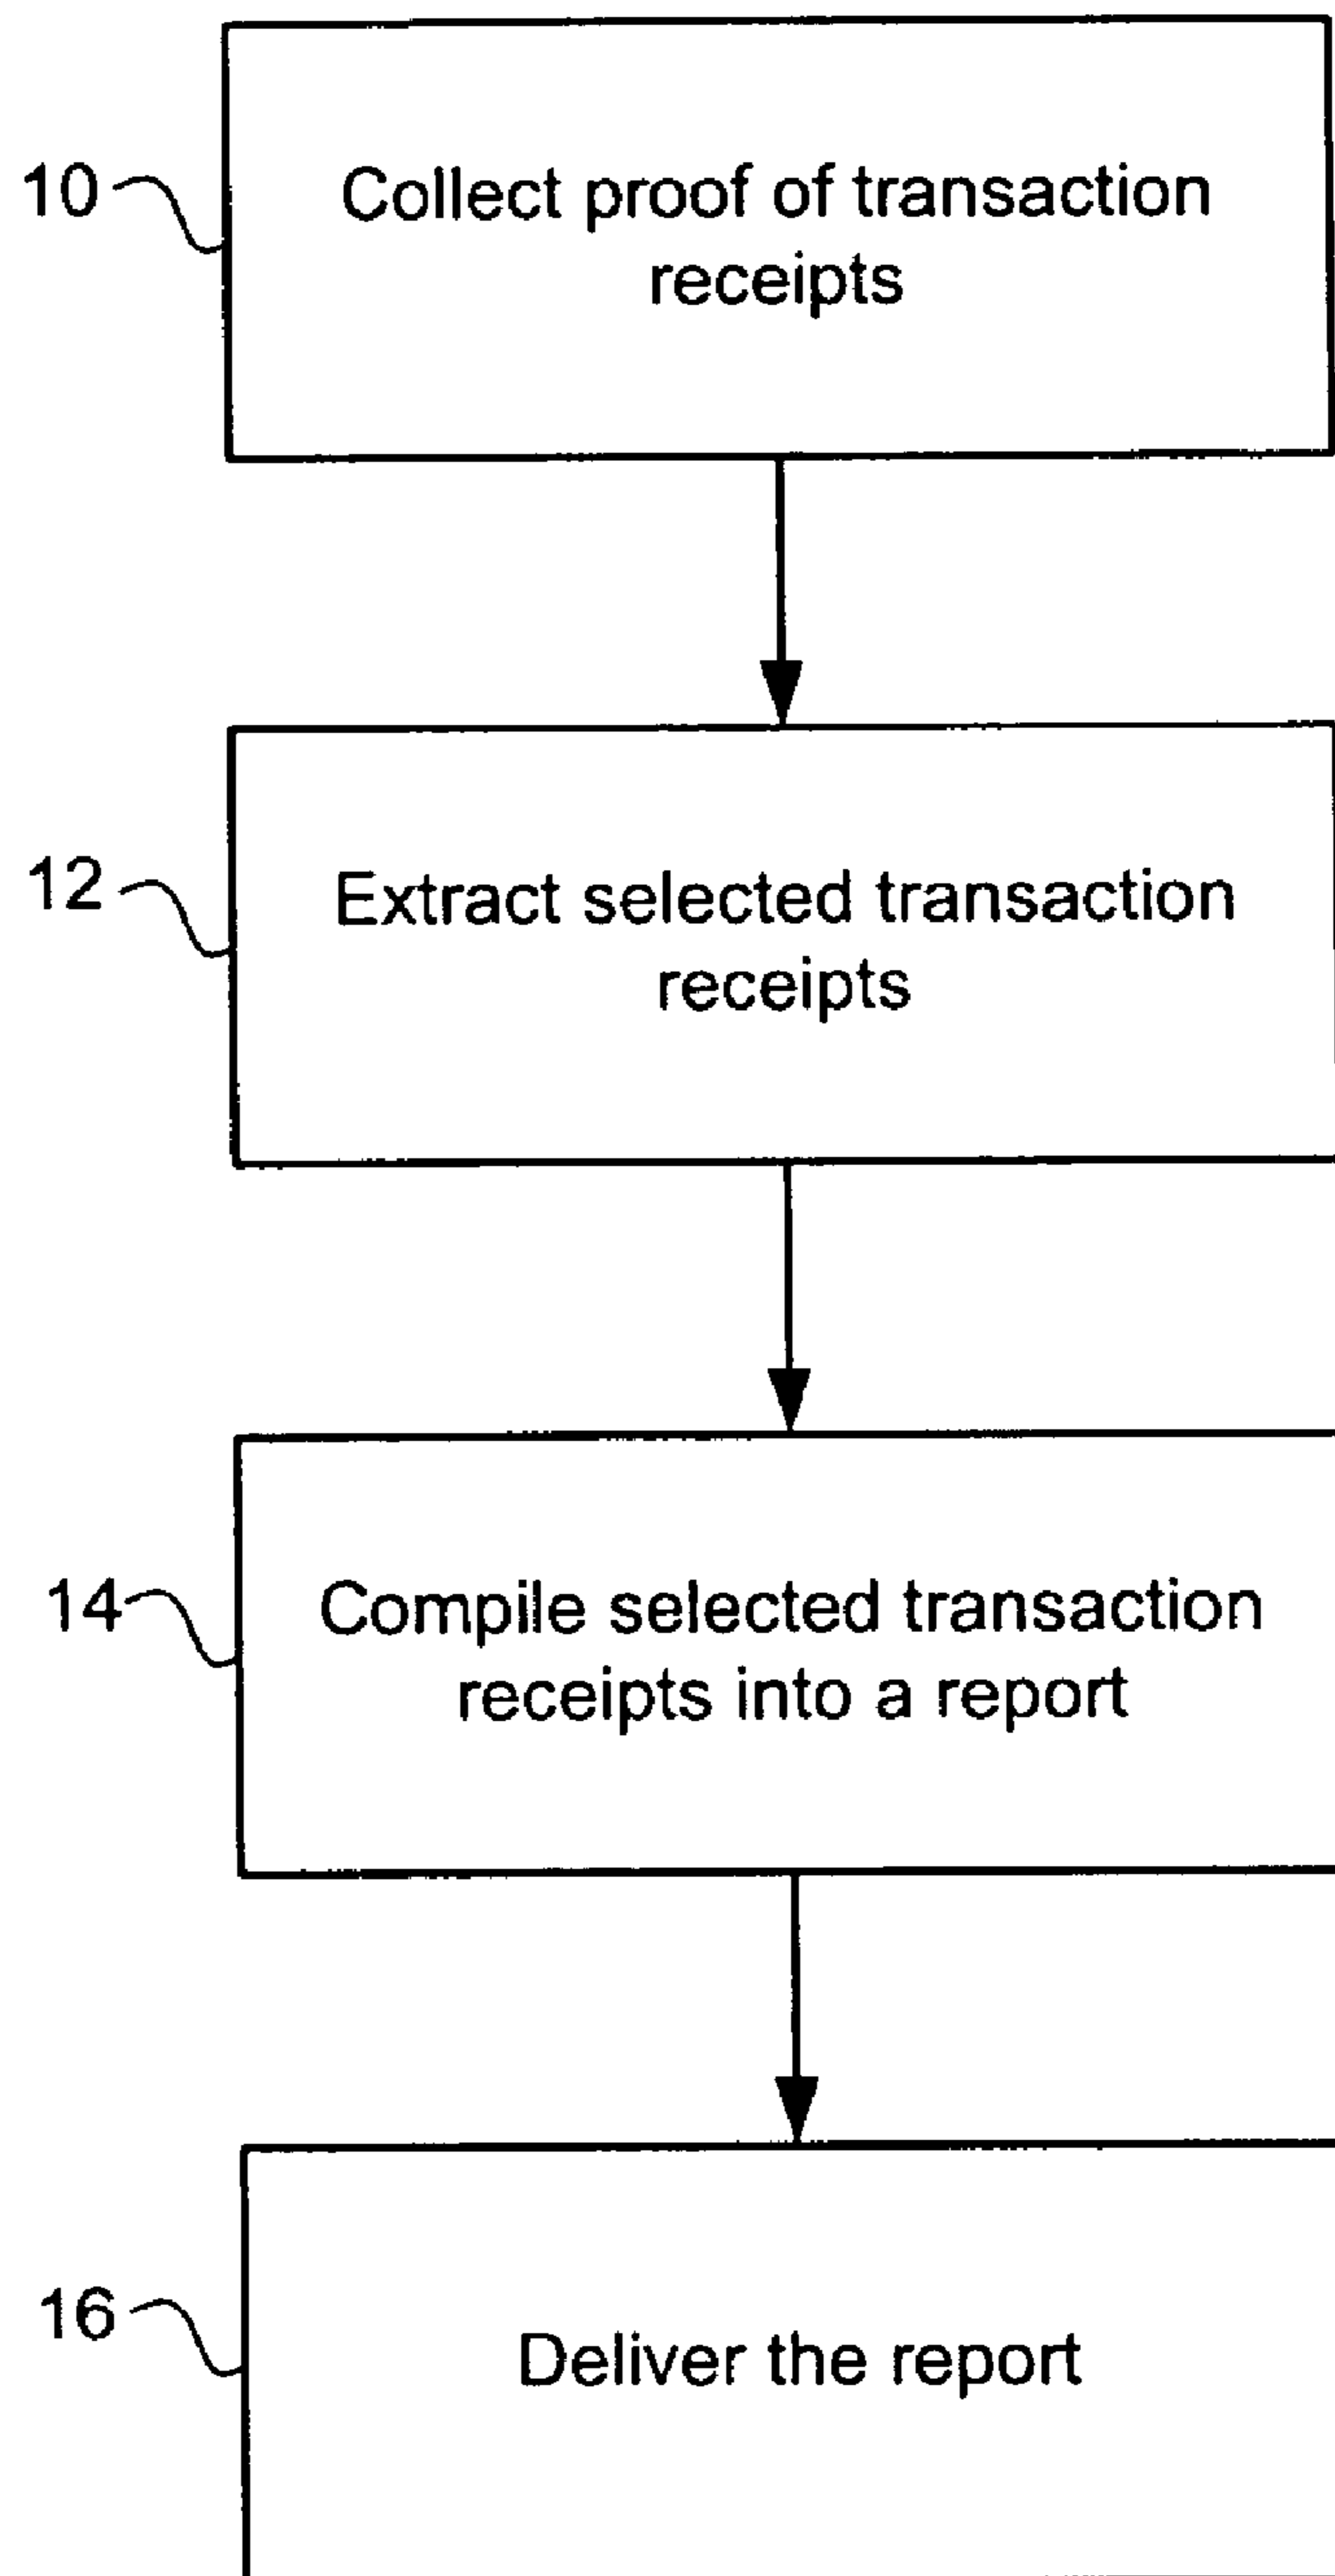 10
Collect proof of transaction
receipts
12
Extract selected transaction
receipts
14
Compile selected transaction
receipts into a report
16
Deliver the report